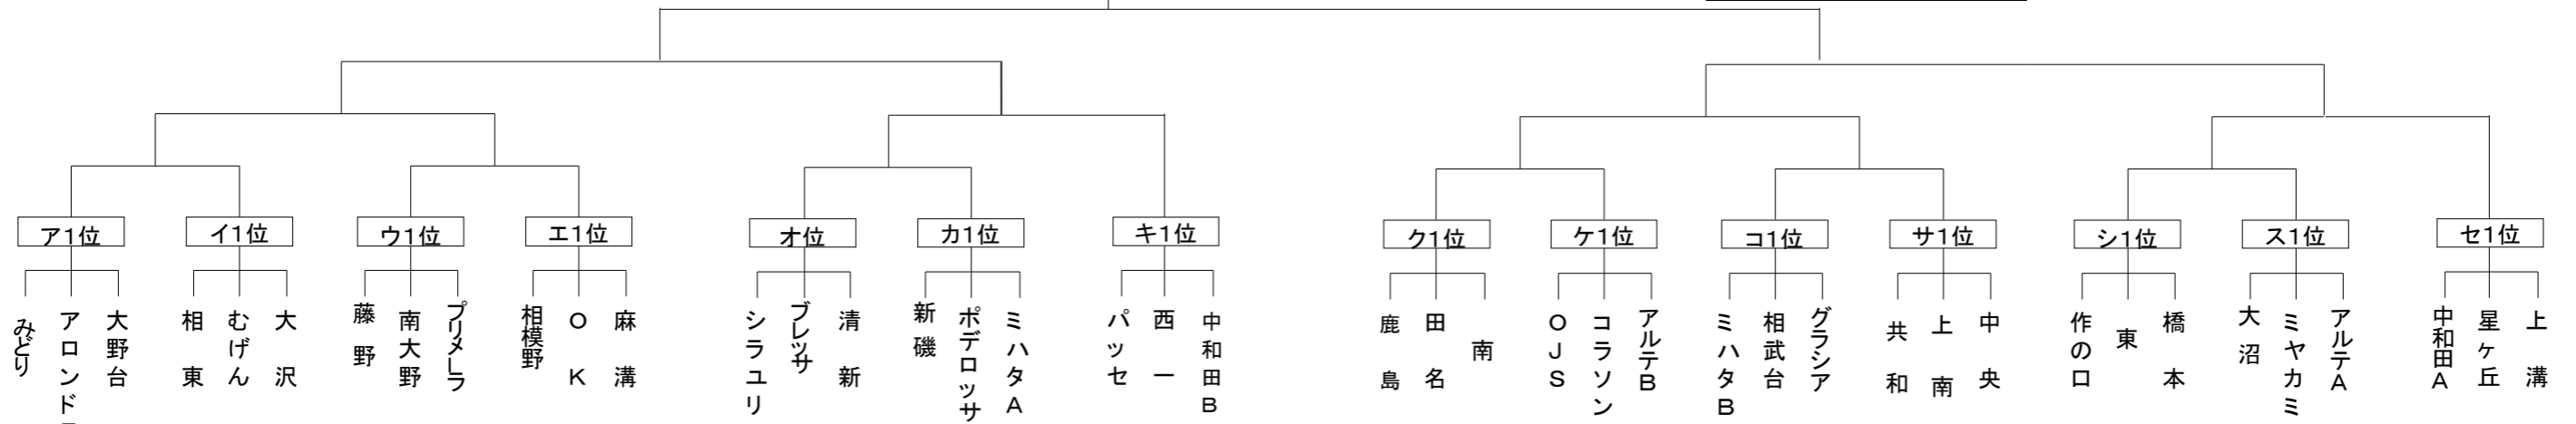 ア1位
イ1位
ウ1位
エ1位
オ位
カ1位
キ1位
ク1位
ケ1位
コ1位
サ1位
シ1位
ス1位
セ1位
みどり
アロンドラ
大野台
相東
むげん
大沢
藤野
南大野
プリメーラ
相模野
OK
麻溝
シラユリ
ブレッサ
清新
新磯
ポデロッサ
ミハタA
パッセ
西一
中和田B
鹿島
田名
南
OJS
コラソン
アルテB
ミハタB
相武台
グラシア
共和
上南
中央
作のロ
東
橋本
大沼
ミヤカミ
アルテA
中和田A
星ヶ丘
上溝